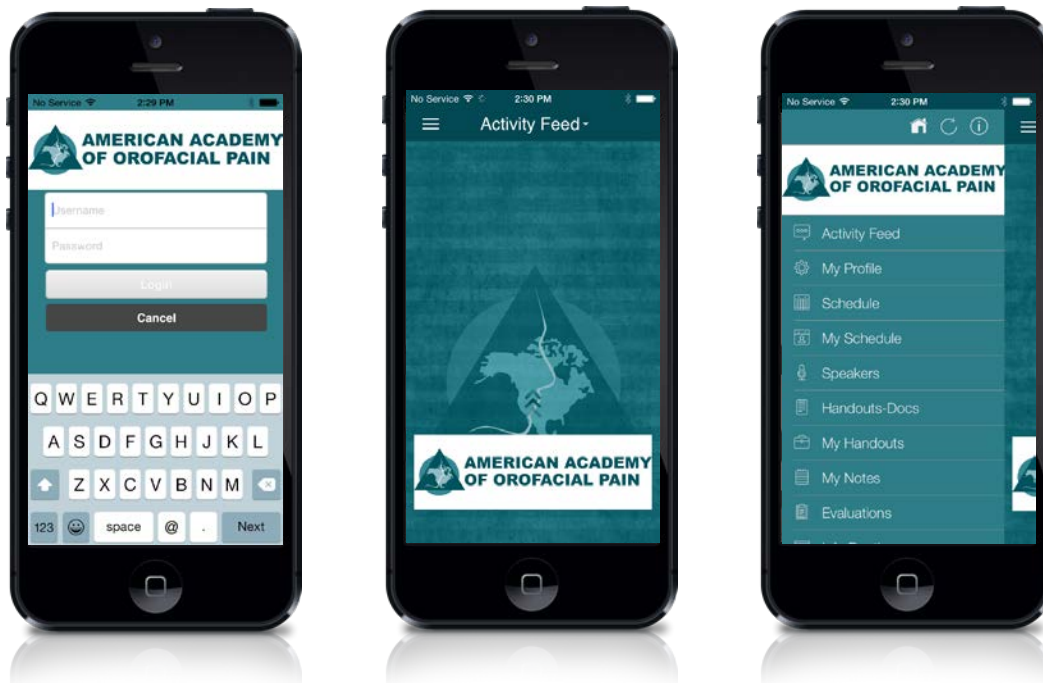 No Service 2:29 PM
AMERICAN ACADEMY
OF OROFACIAL PAIN
Username
Password
Login
Cancel
Q W E R T Y U I O P
A S D F G H J K L
Z X C V B N M
123 space @ . Next
No Service 2:30 PM
Activity Feed
AMERICAN ACADEMY
OF OROFACIAL PAIN
No Service 2:30 PM
AMERICAN ACADEMY
OF OROFACIAL PAIN
Activity Feed
My Profile
Schedule
My Schedule
Speakers
Handouts-Docs
My Handouts
My Notes
Evaluations